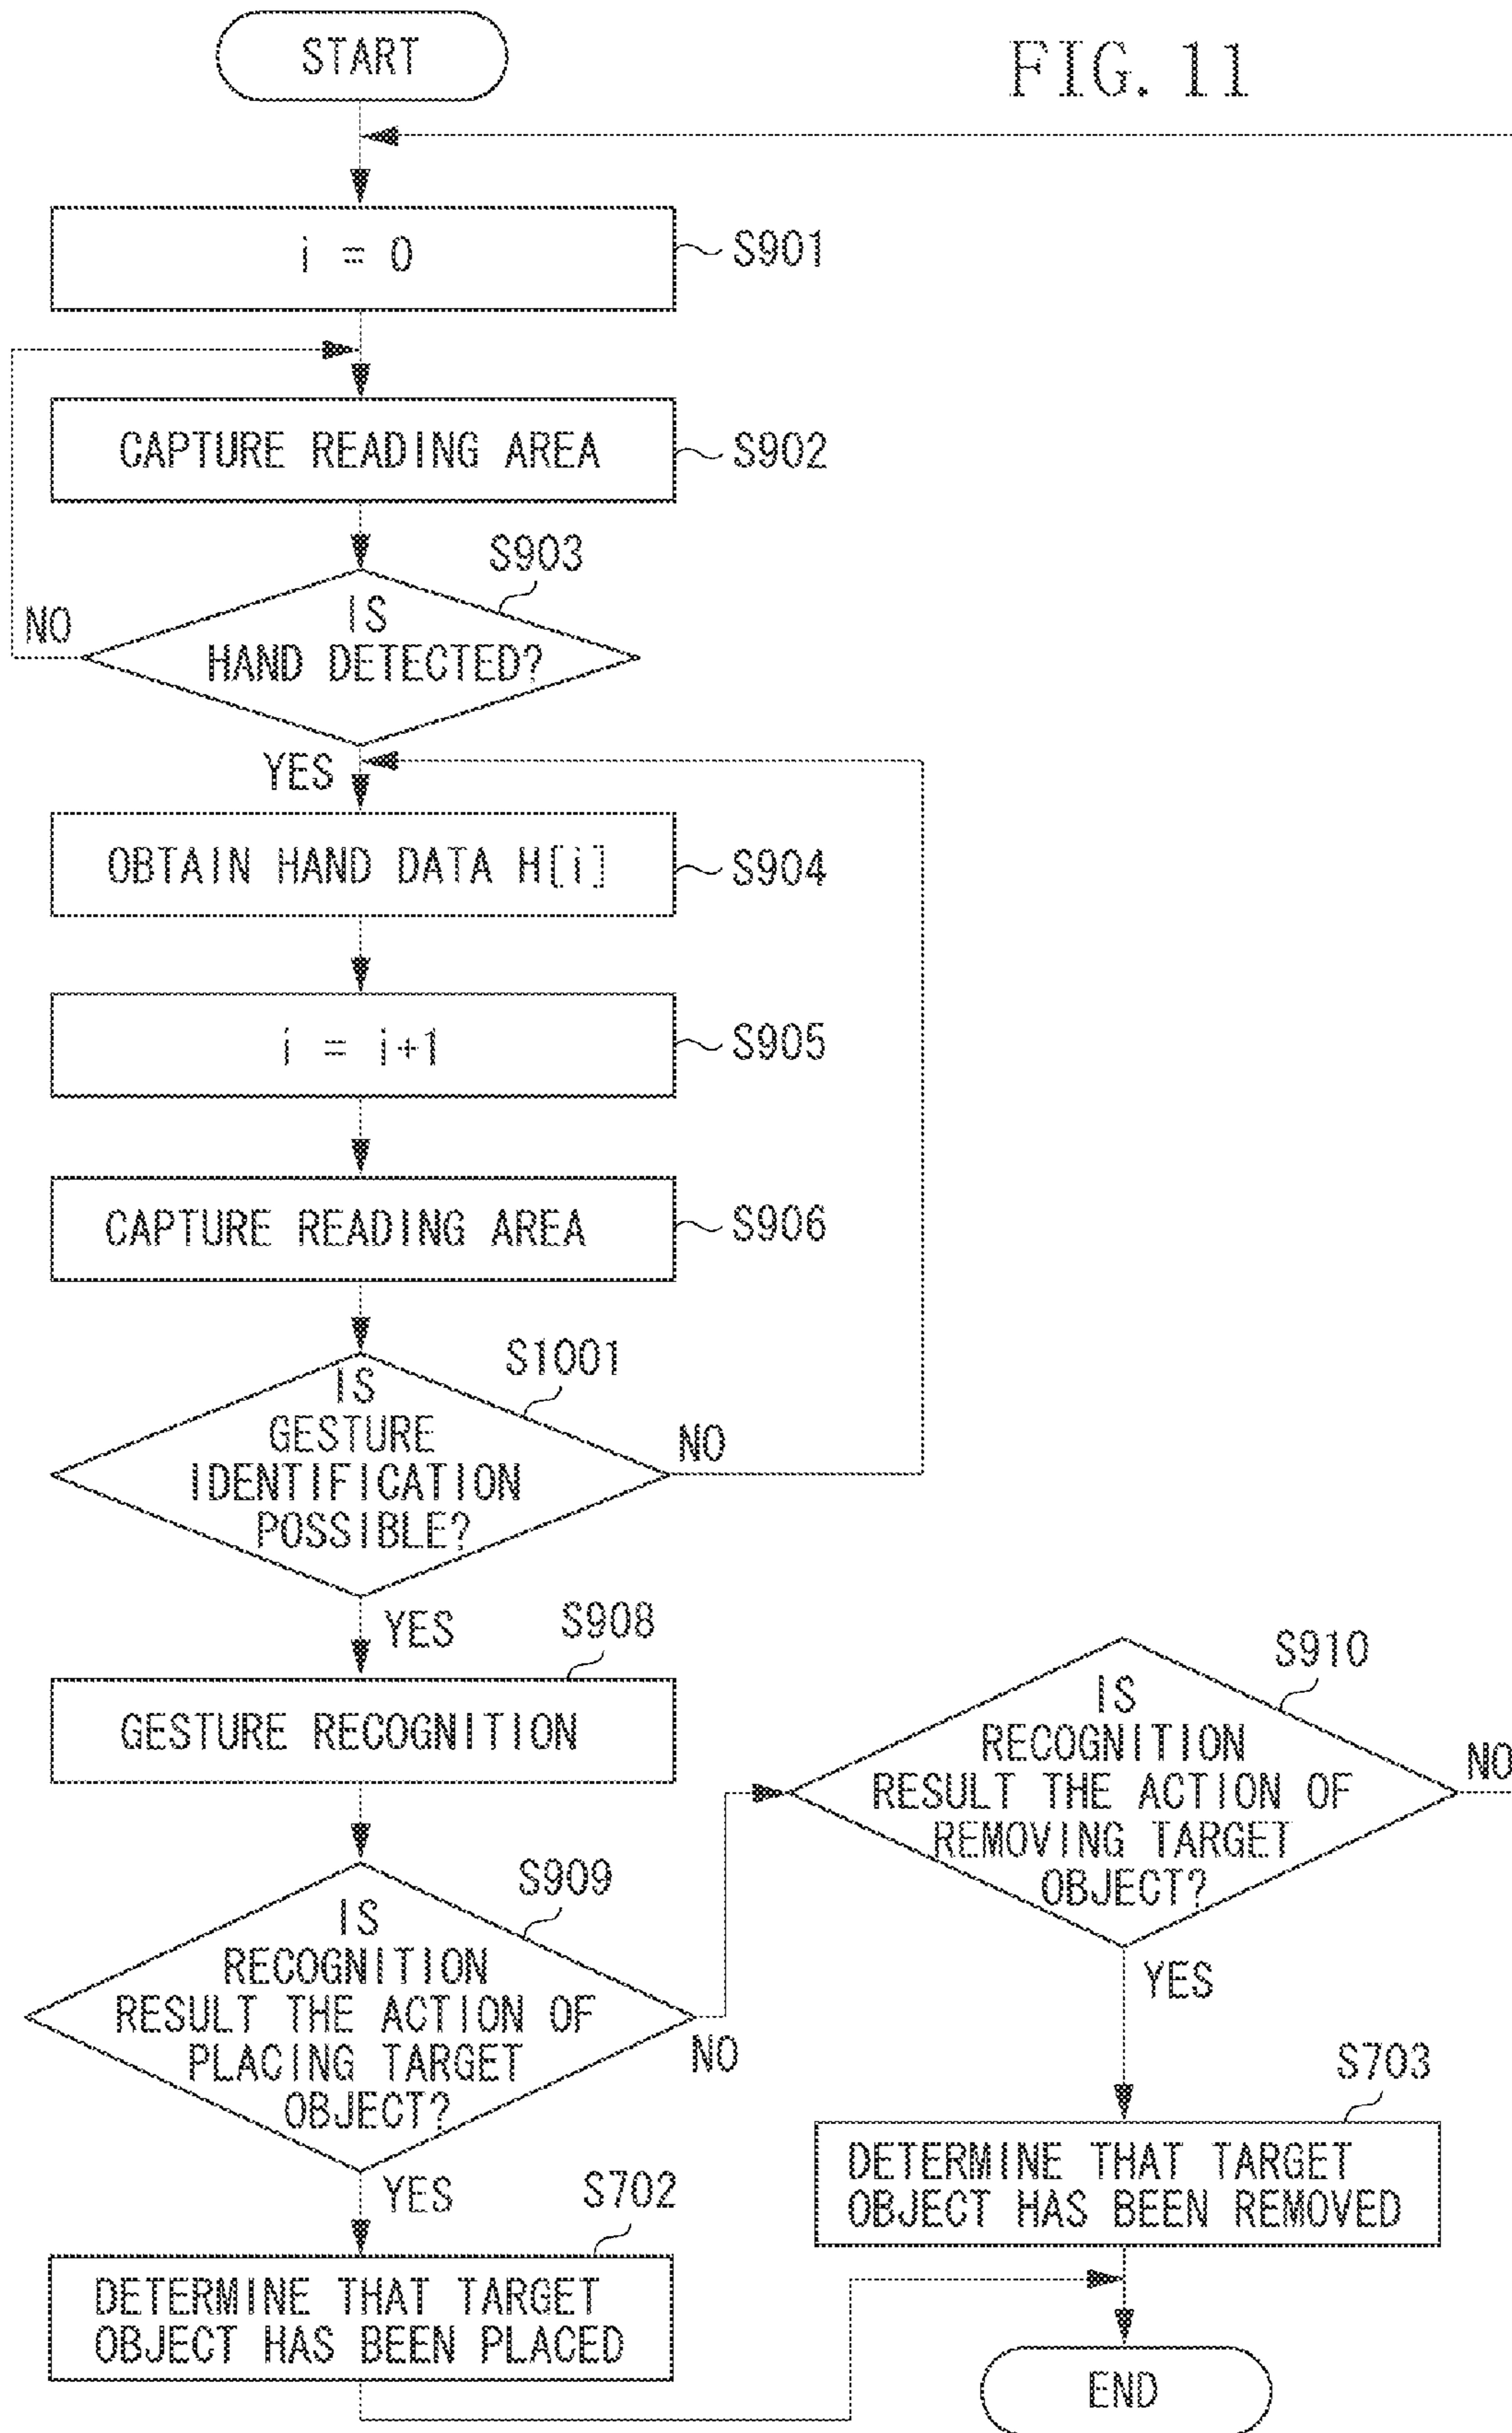 FIG. 11
START
i = 0
S901
CAPTURE READING AREA
S902
S903
IS
HAND DETECTED?
NO
YES
OBTAIN HAND DATA H[i]
S904
i = i+1
S905
CAPTURE READING AREA
S906
S1001
IS
GESTURE
IDENTIFICATION
POSSIBLE?
NO
YES
S908
GESTURE RECOGNITION
S909
IS
RECOGNITION
RESULT THE ACTION OF
PLACING TARGET
OBJECT?
NO
YES
S702
DETERMINE THAT TARGET
OBJECT HAS BEEN PLACED
S910
IS
RECOGNITION
RESULT THE ACTION OF
REMOVING TARGET
OBJECT?
NO
YES
S703
DETERMINE THAT TARGET
OBJECT HAS BEEN REMOVED
END